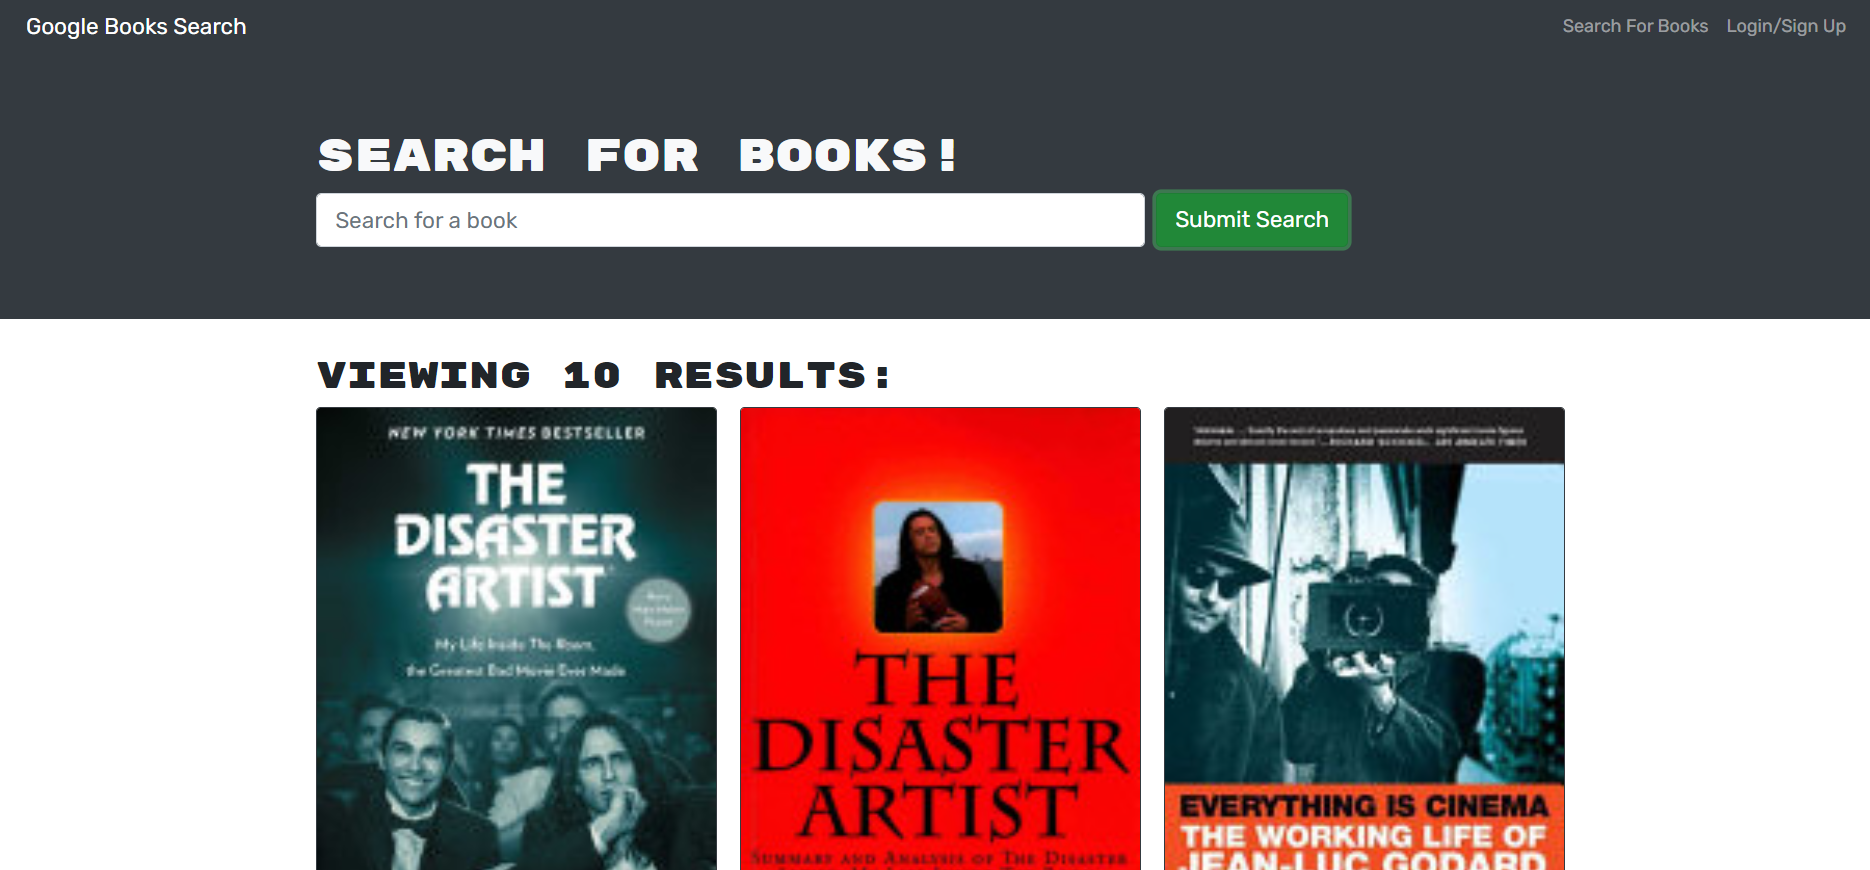 Google Books Search
Search For Books
Login/Sign Up
SEARCH FOR BOOKS!
Search for a book
Submit Search
VIEWING 10 RESULTS:
NEW YORK TIMES BESTSELLER
THE
DISASTER
ARTIST
My Life Inside The Room,
the Greatest Bad Movie Ever Made
THE
DISASTER
ARTIST
SUMMARY AND ANALYSIS OF THE DISASTER
EVERYTHING IS CINEMA
THE WORKING LIFE OF
JEAN-LUC GODARD